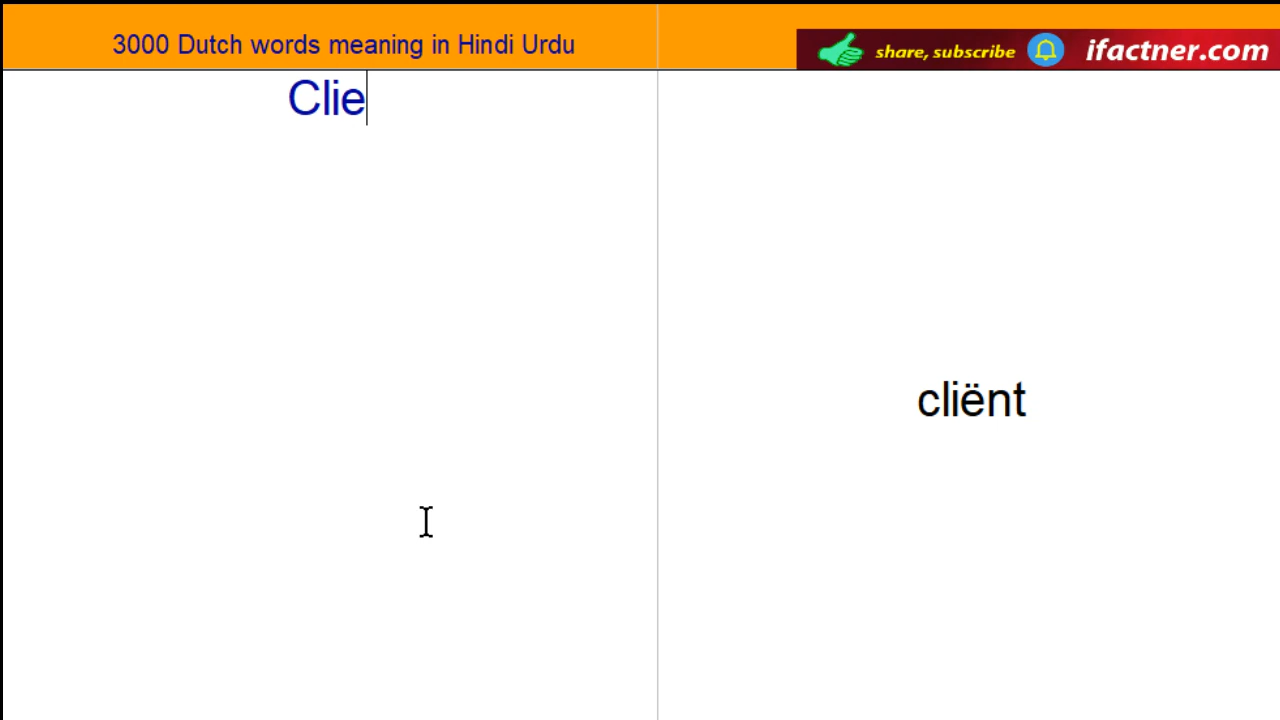 3000 Dutch words meaning in Hindi Urdu
share, subscribe
ifactner.com
Clie
cliënt